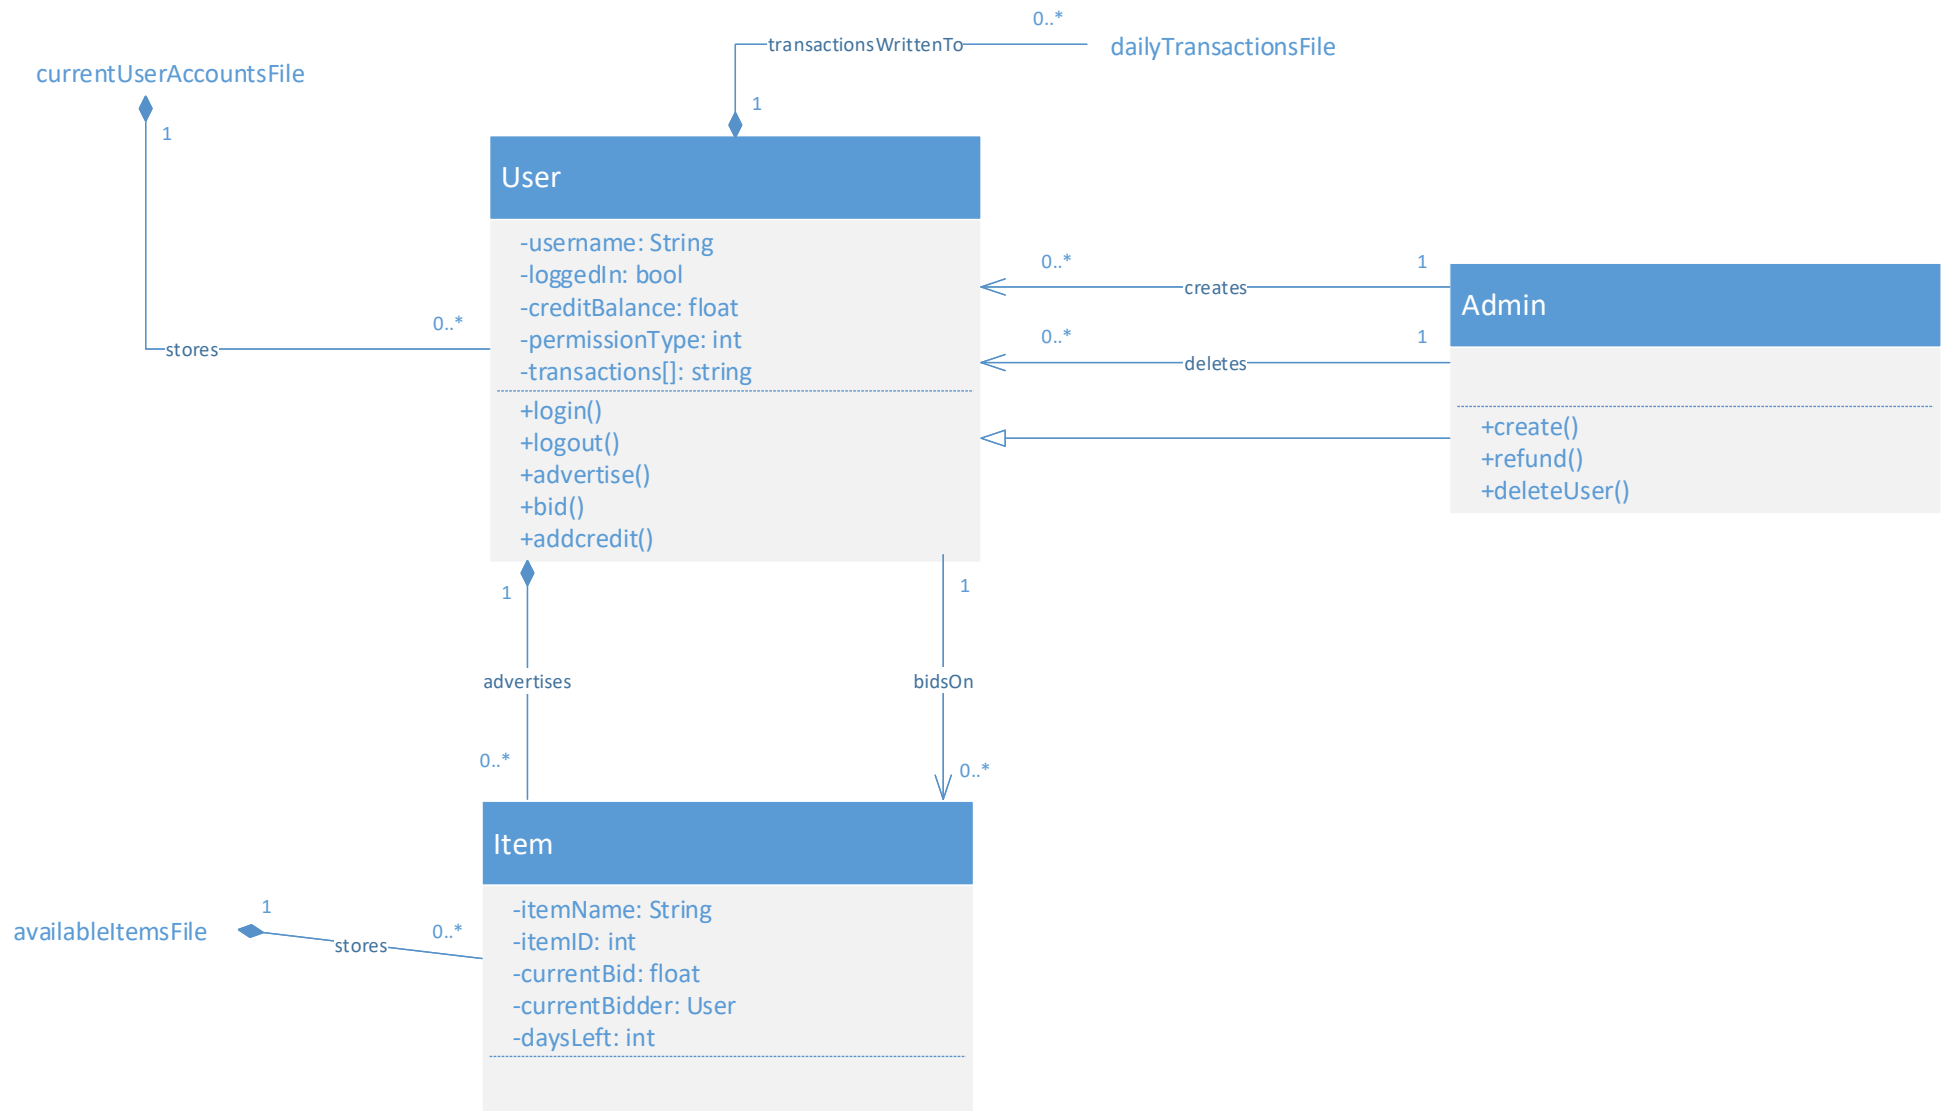 0..*
transactionsWrittenTo
dailyTransactionsFile
currentUserAccountsFile
1
1
User
-username: String
-loggedIn: bool
-creditBalance: float
-permissionType: int
-transactions[]: string
+login()
+logout()
+advertise()
+bid()
+addcredit()
0..*
stores
0..*
1
creates
0..*
1
deletes
Admin
+create()
+refund()
+deleteUser()
1
1
advertises
bidsOn
0..*
0..*
Item
-itemName: String
-itemID: int
-currentBid: float
-currentBidder: User
-daysLeft: int
availableItemsFile
1
0..*
stores